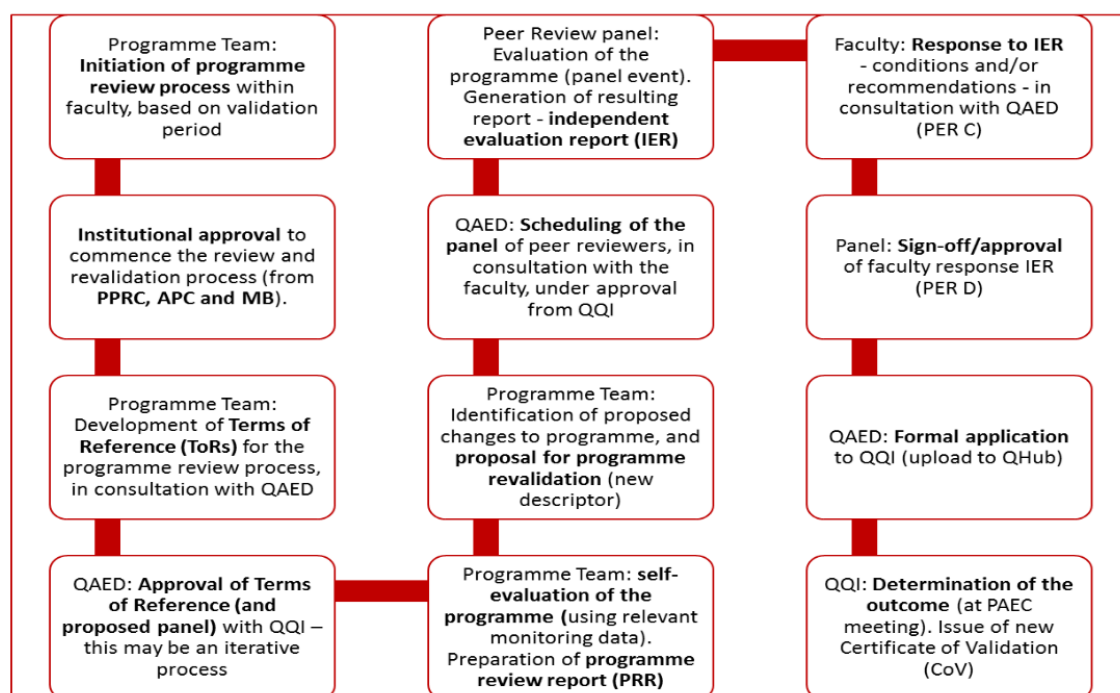 Programme Team:
Initiation of programme
review process within
faculty, based on validation
period
Institutional approval to
commence the review and
revalidation process (from
PPRC, APC and MB).
Programme Team:
Development of Terms of
Reference (ToRs) for the
programme review process,
in consultation with QAED
QAED: Approval of Terms
of Reference (and
proposed panel) with QQI –
this may be an iterative
process
Programme Team: self-
evaluation of the
programme (using relevant
monitoring data).
Preparation of programme
review report (PRR)
Programme Team:
Identification of proposed
changes to programme, and
proposal for programme
revalidation (new
descriptor)
QAED: Scheduling of the
panel of peer reviewers, in
consultation with the
faculty, under approval
from QQI
Peer Review panel:
Evaluation of the
programme (panel event).
Generation of resulting
report - independent
evaluation report (IER)
Faculty: Response to IER
- conditions and/or
recommendations - in
consultation with QAED
(PER C)
Panel: Sign-off/approval
of faculty response IER
(PER D)
QAED: Formal application
to QQI (upload to QHub)
QQI: Determination of the
outcome (at PAEC
meeting). Issue of new
Certificate of Validation
(CoV)